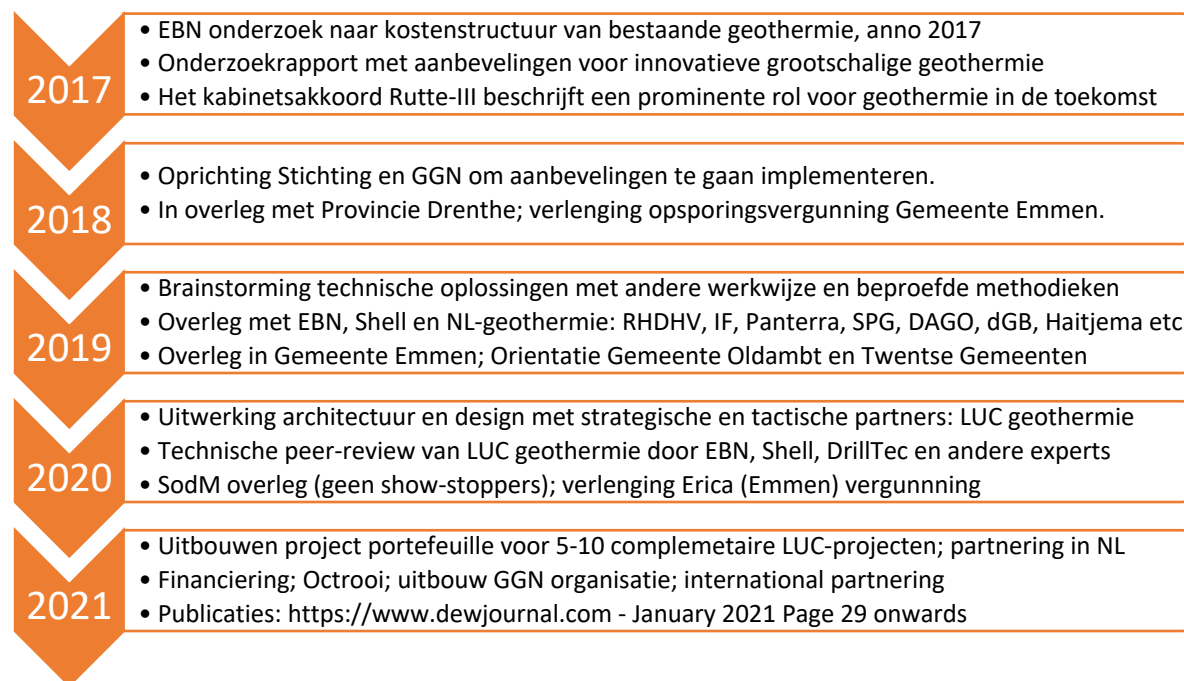 2017
• EBN onderzoek naar kostenstructuur van bestaande geothermie, anno 2017
• Onderzoekrapport met aanbevelingen voor innovatieve grootschalige geothermie
• Het kabinetsakkoord Rutte-III beschrijft een prominente rol voor geothermie in de toekomst
2018
• Oprichting Stichting en GGN om aanbevelingen te gaan implementeren.
• In overleg met Provincie Drenthe; verlenging opsporingsvergunning Gemeente Emmen.
2019
• Brainstorming technische oplossingen met andere werkwijze en beproefde methodieken
• Overleg met EBN, Shell en NL-geothermie: RHDHV, IF, Panterra, SPG, DAGO, dGB, Haitjema etc
• Overleg in Gemeente Emmen; Orientatie Gemeente Oldambt en Twentse Gemeenten
2020
• Uitwerking architectuur en design met strategische en tactische partners: LUC geothermie
• Technische peer-review van LUC geothermie door EBN, Shell, DrillTec en andere experts
• SodM overleg (geen show-stoppers); verlenging Erica (Emmen) vergunnning
2021
• Uitbouwen project portefeuille voor 5-10 complemetaire LUC-projecten; partnering in NL
• Financiering; Octrooi; uitbouw GGN organisatie; international partnering
• Publicaties: https://www.dewjournal.com - January 2021 Page 29 onwards